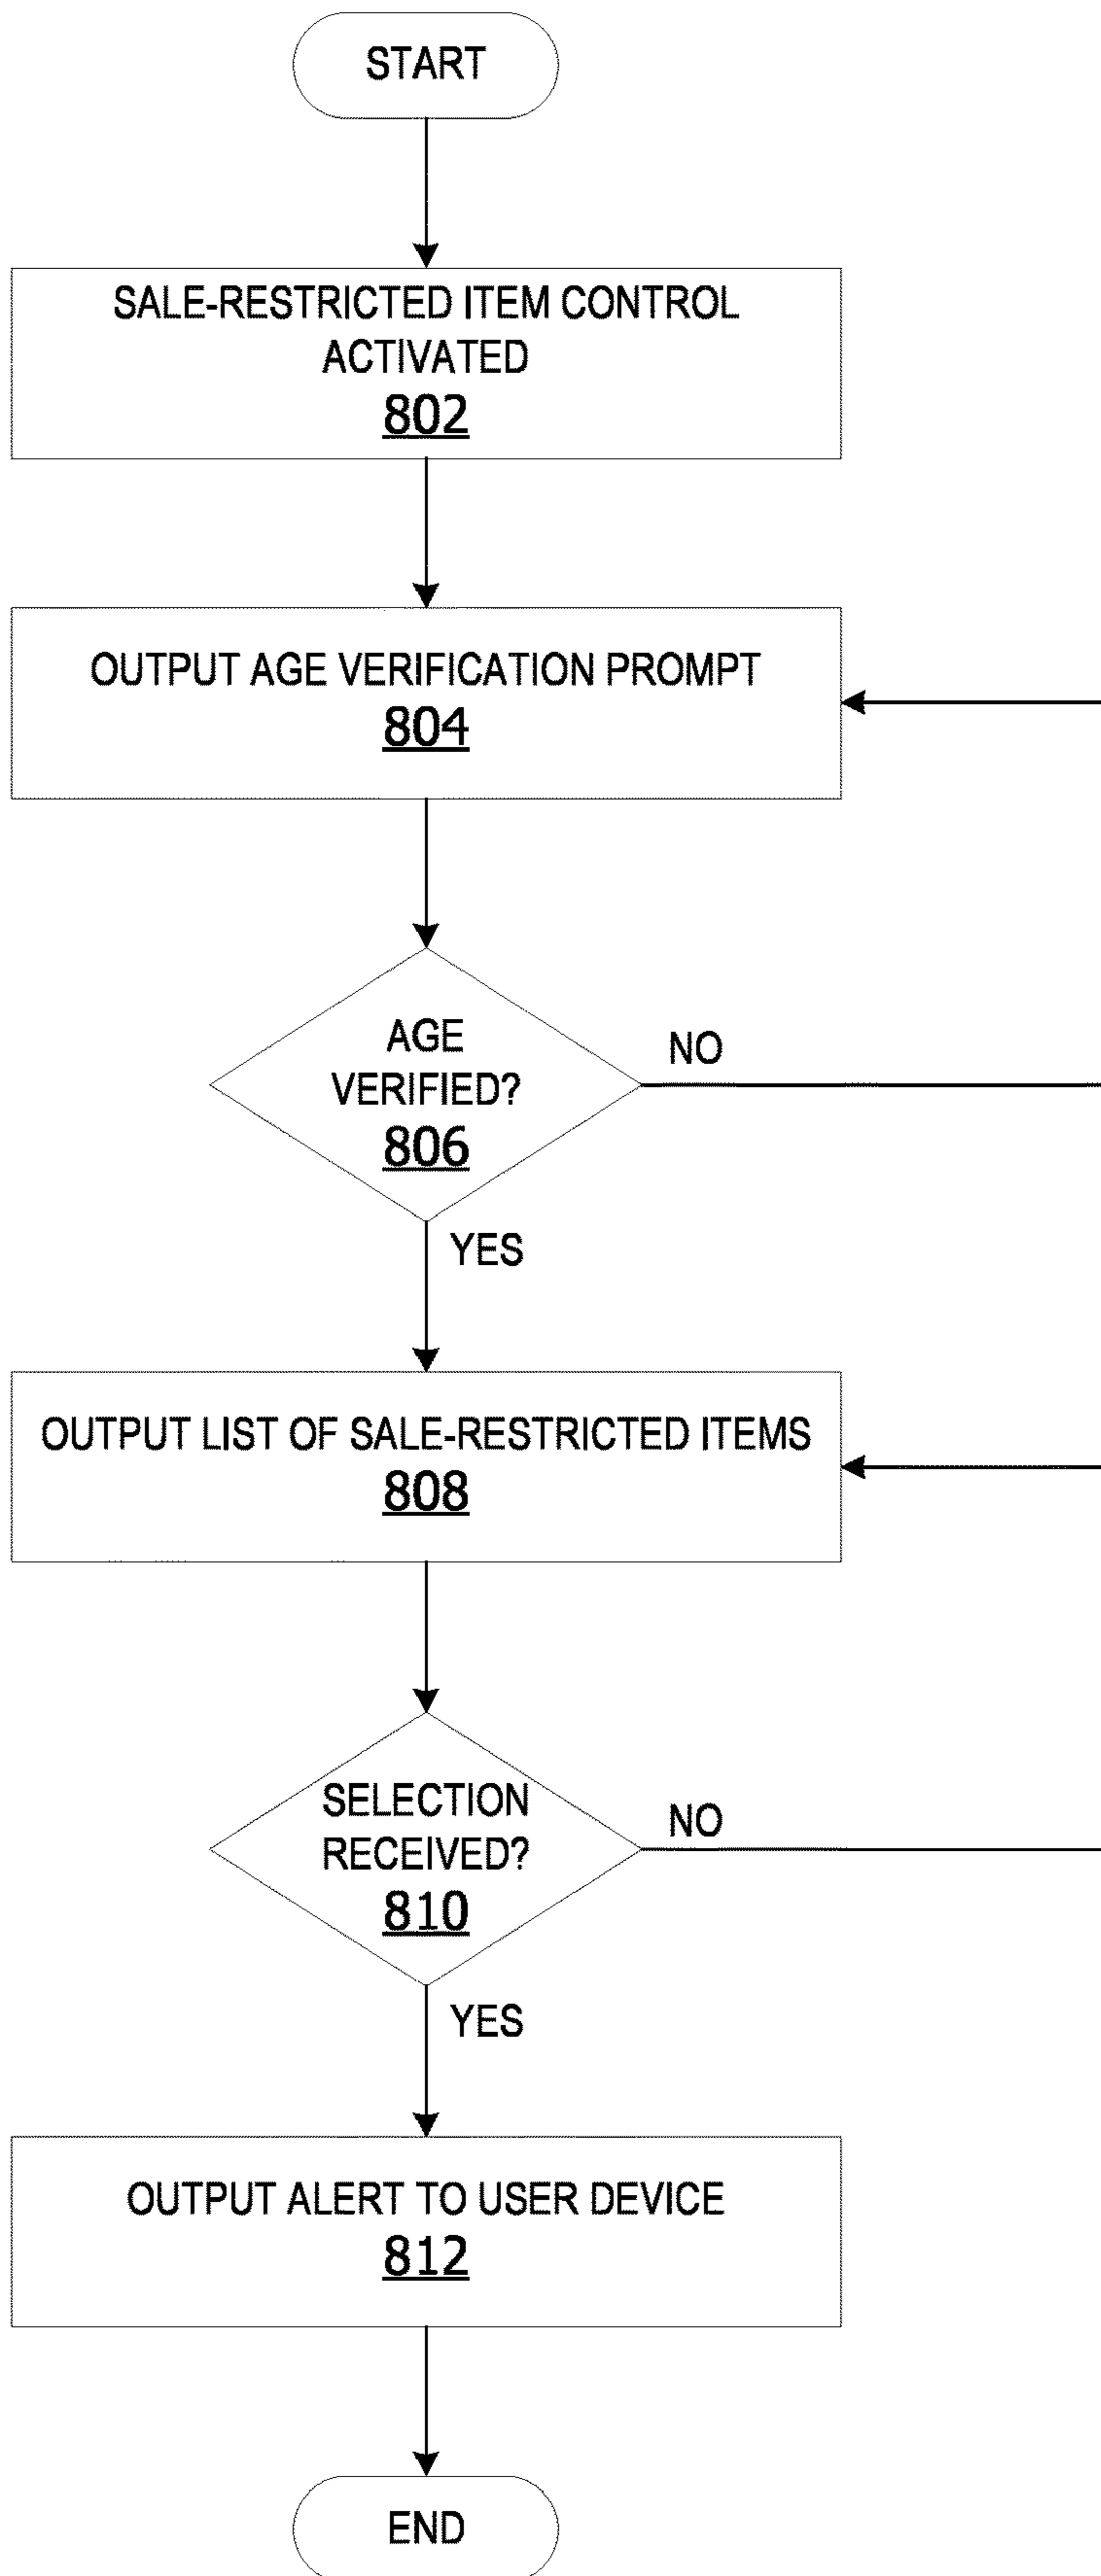 START
SALE-RESTRICTED ITEM CONTROL
ACTIVATED
802
OUTPUT AGE VERIFICATION PROMPT
804
AGE
VERIFIED?
806
NO
YES
OUTPUT LIST OF SALE-RESTRICTED ITEMS
808
SELECTION
RECEIVED?
810
NO
YES
OUTPUT ALERT TO USER DEVICE
812
END